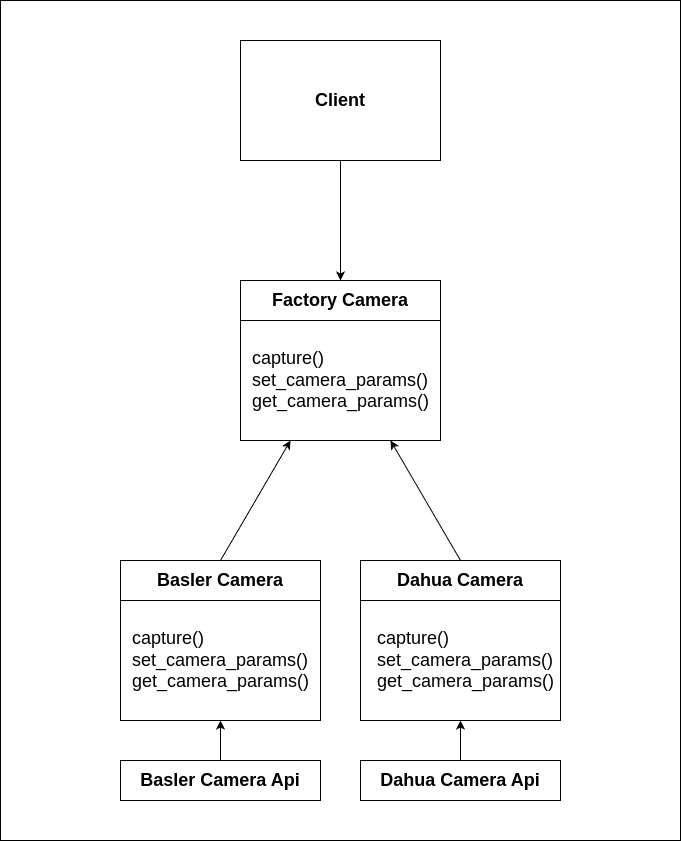 Client
Factory Camera
capture()
set_camera_params()
get_camera_params()
Basler Camera
capture()
set_camera_params()
get_camera_params()
Dahua Camera
capture()
set_camera_params()
get_camera_params()
Basler Camera Api
Dahua Camera Api